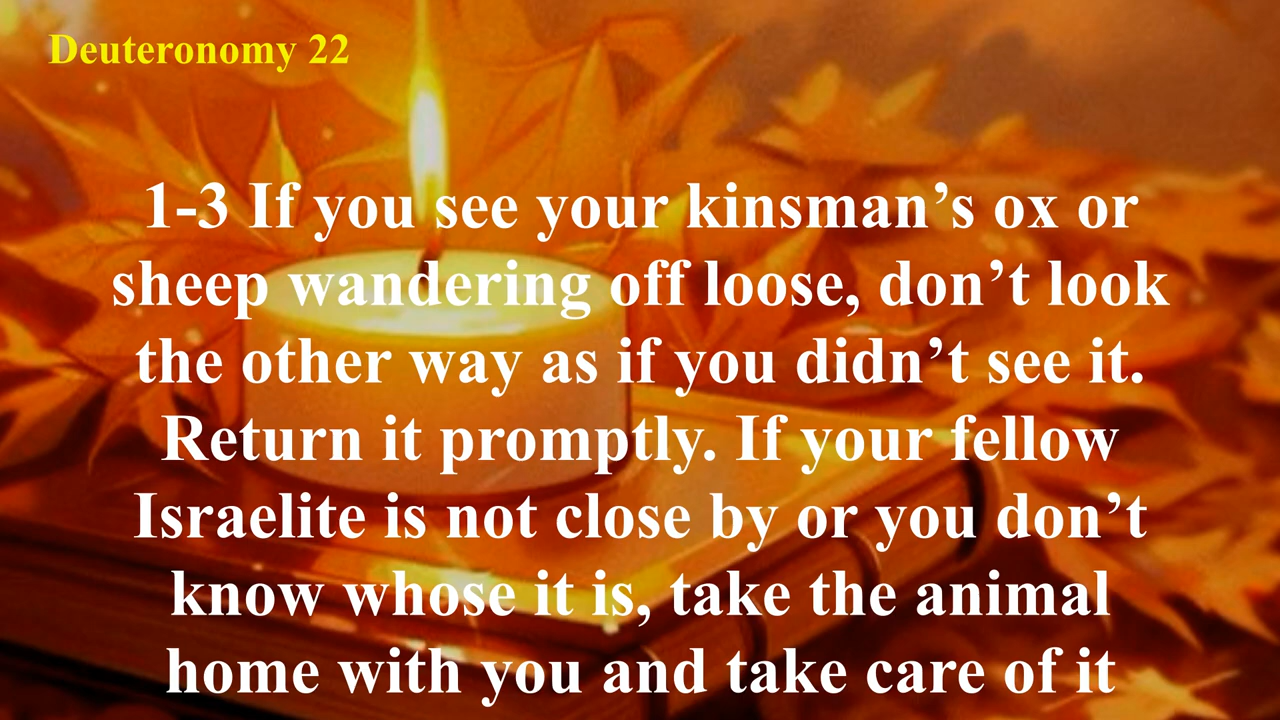 Deuteronomy 22
1-3 If you see your kinsman’s ox or
sheep wandering off loose, don’t look
the other way as if you didn’t see it.
Return it promptly. If your fellow
Israelite is not close by or you don’t
know whose it is, take the animal
home with you and take care of it